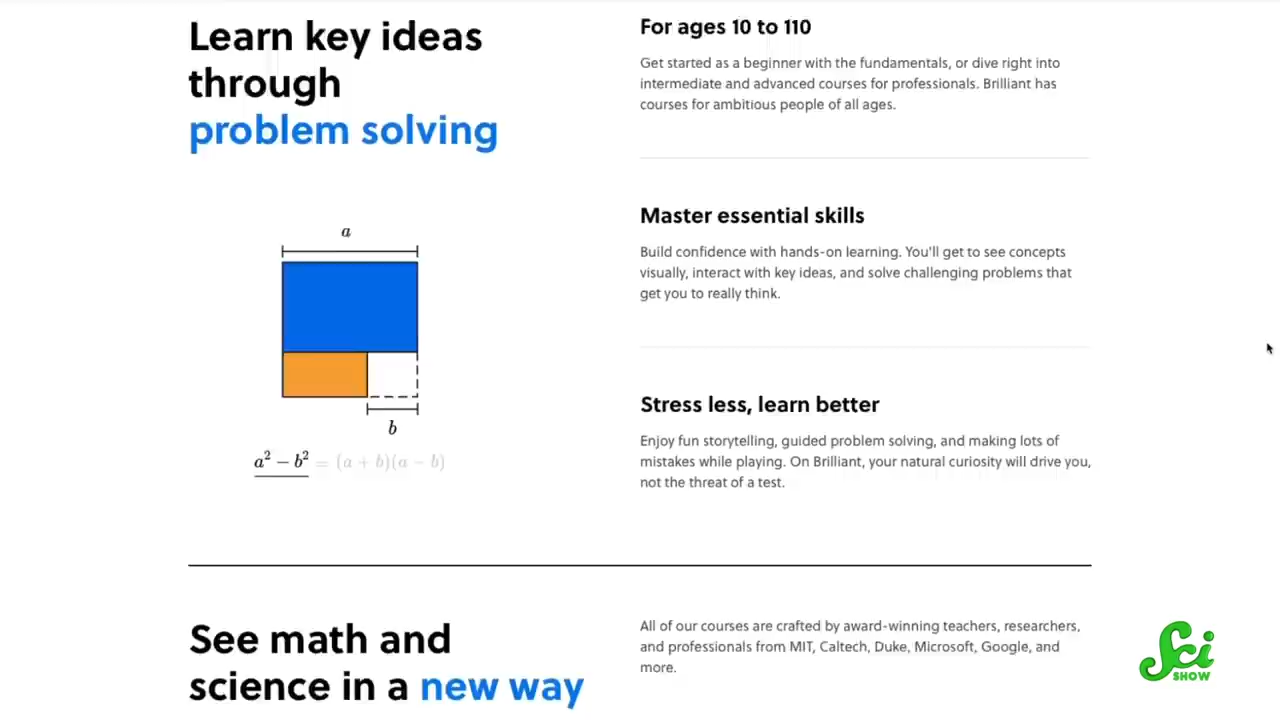 Learn key ideas
through
problem solving
a
b
a² − b² = (a + b)(a − b)
For ages 10 to 110
Get started as a beginner with the fundamentals, or dive right into
intermediate and advanced courses for professionals. Brilliant has
courses for ambitious people of all ages.
Master essential skills
Build confidence with hands-on learning. You'll get to see concepts
visually, interact with key ideas, and solve challenging problems that
get you to really think.
Stress less, learn better
Enjoy fun storytelling, guided problem solving, and making lots of
mistakes while playing. On Brilliant, your natural curiosity will drive you,
not the threat of a test.
See math and
science in a new way
All of our courses are crafted by award-winning teachers, researchers,
and professionals from MIT, Caltech, Duke, Microsoft, Google, and
more.
Sci
SHOW